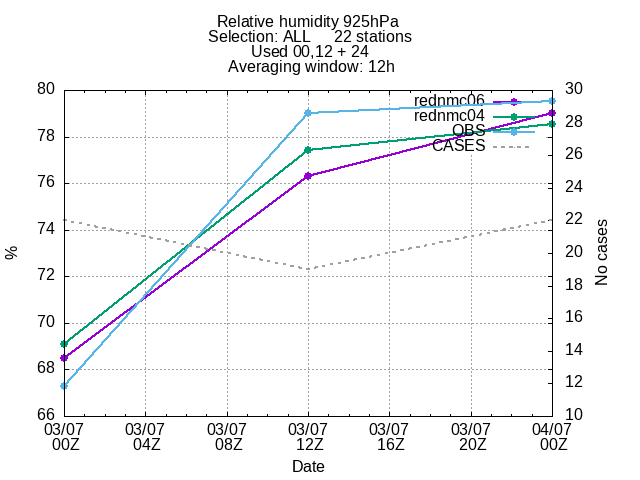 Relative humidity 925hPa
Selection: ALL 22 stations
Used 00,12 + 24
Averaging window: 12h
rednmc06
rednmc04
OBS
CASES
80
78
76
74
72
70
68
66
%
30
28
26
24
22
20
18
16
14
12
10
No cases
03/07 03/07 03/07 03/07 03/07 03/07 04/07
00Z 04Z 08Z 12Z 16Z 20Z 00Z
Date